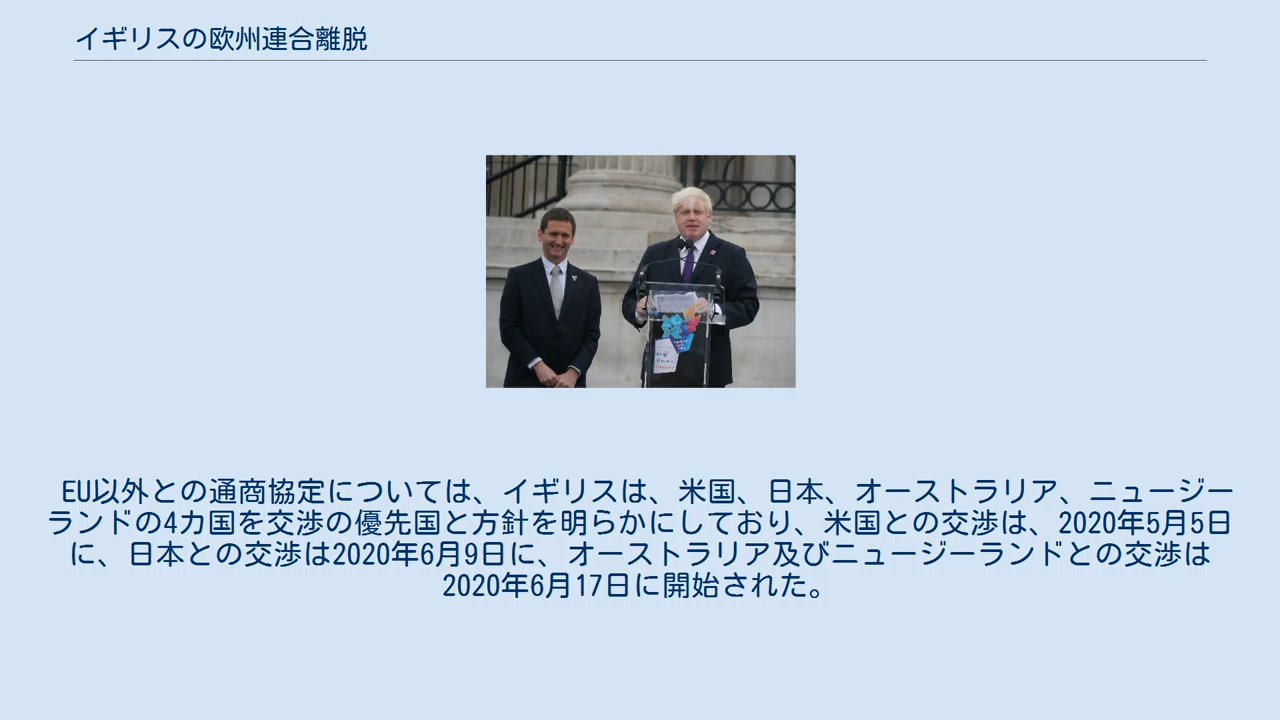 イギリスの欧州連合離脱
EU以外との通商協定については、イギリスは、米国、日本、オーストラリア、ニュージー
ランドの4カ国を交渉の優先国と方針を明らかにしており、米国との交渉は、2020年5月5日
に、日本との交渉は2020年6月9日に、オーストラリア及びニュージーランドとの交渉は
2020年6月17日に開始された。